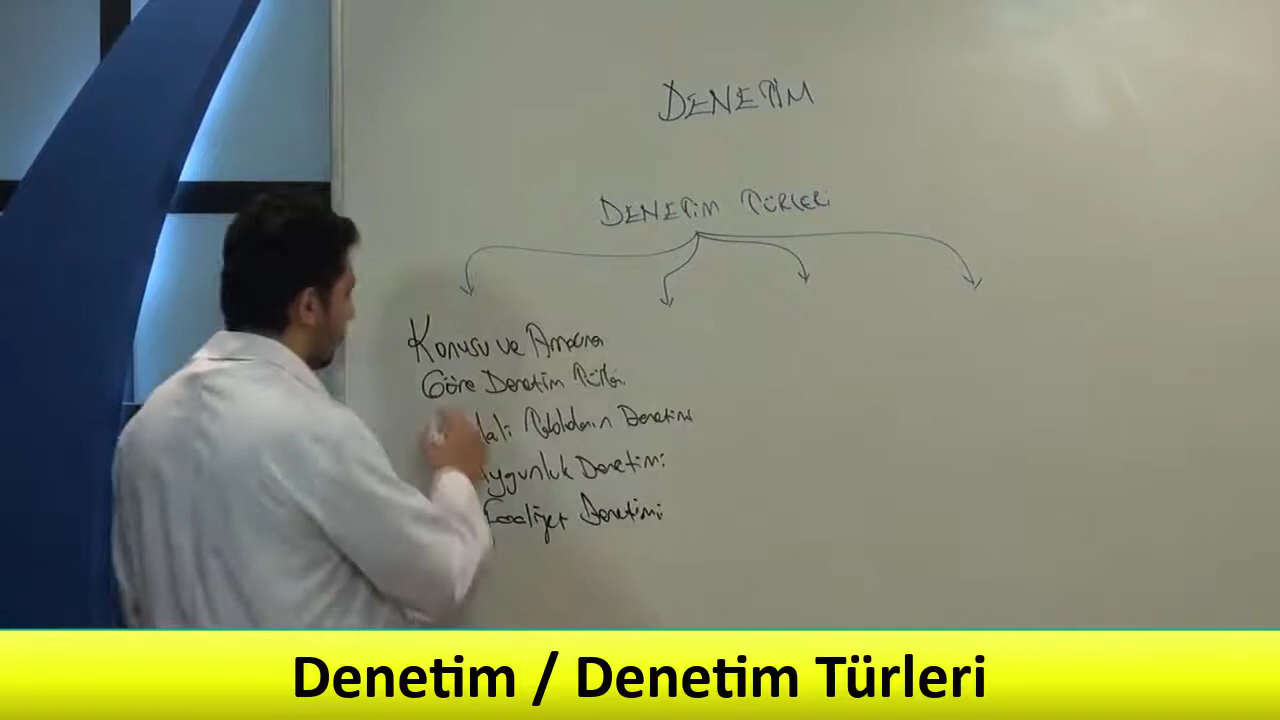 DENETİM
DENETİM TÜRLERİ
Konusu ve Amacına
Göre Denetim Türleri
Denetimi
Uygunluk Denetimi
Faaliyet Denetimi
Denetim / Denetim Türleri